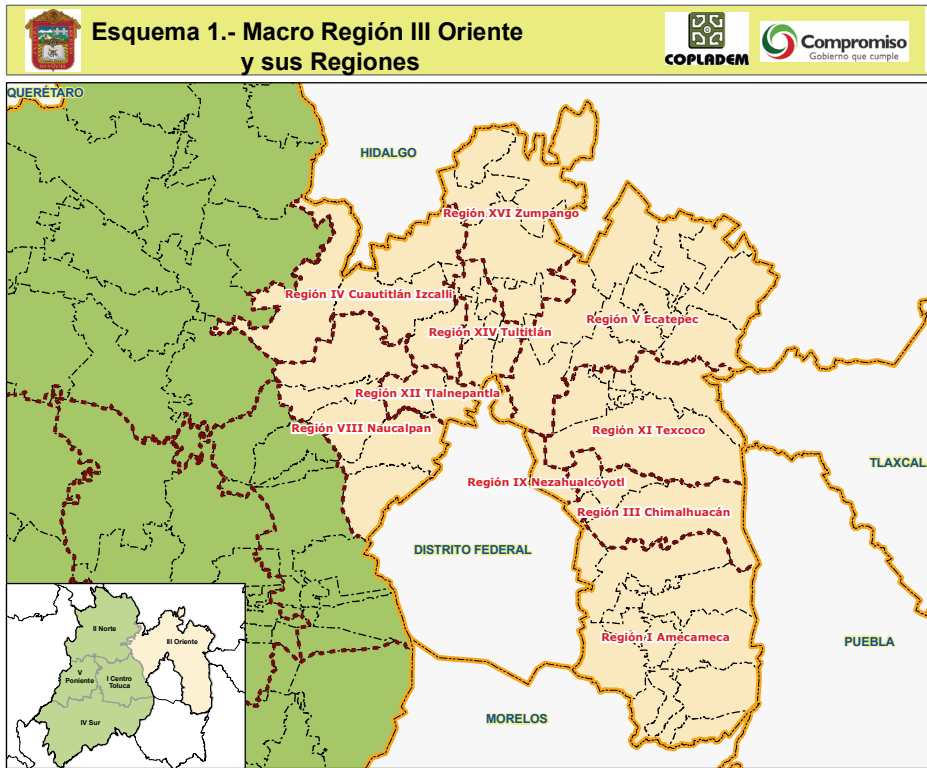 Esquema 1.- Macro Región III Oriente
y sus Regiones
COPLADEM
Compromiso
Gobierno que cumple
QUERÉTARO
HIDALGO
Región XVI Zumpango
Región IV Cuautitlán Izcalli
Región V Ecatepec
Región XIV Tultitlán
Región XII Tlalnepantla
Región VIII Naucalpan
Región XI Texcoco
TLAXCAL
Región IX Nezahualcóyotl
Región III Chimalhuacán
DISTRITO FEDERAL
Región I Amecameca
PUEBLA
MORELOS
II Norte
III Oriente
V
Poniente
I Centro
Toluca
IV Sur